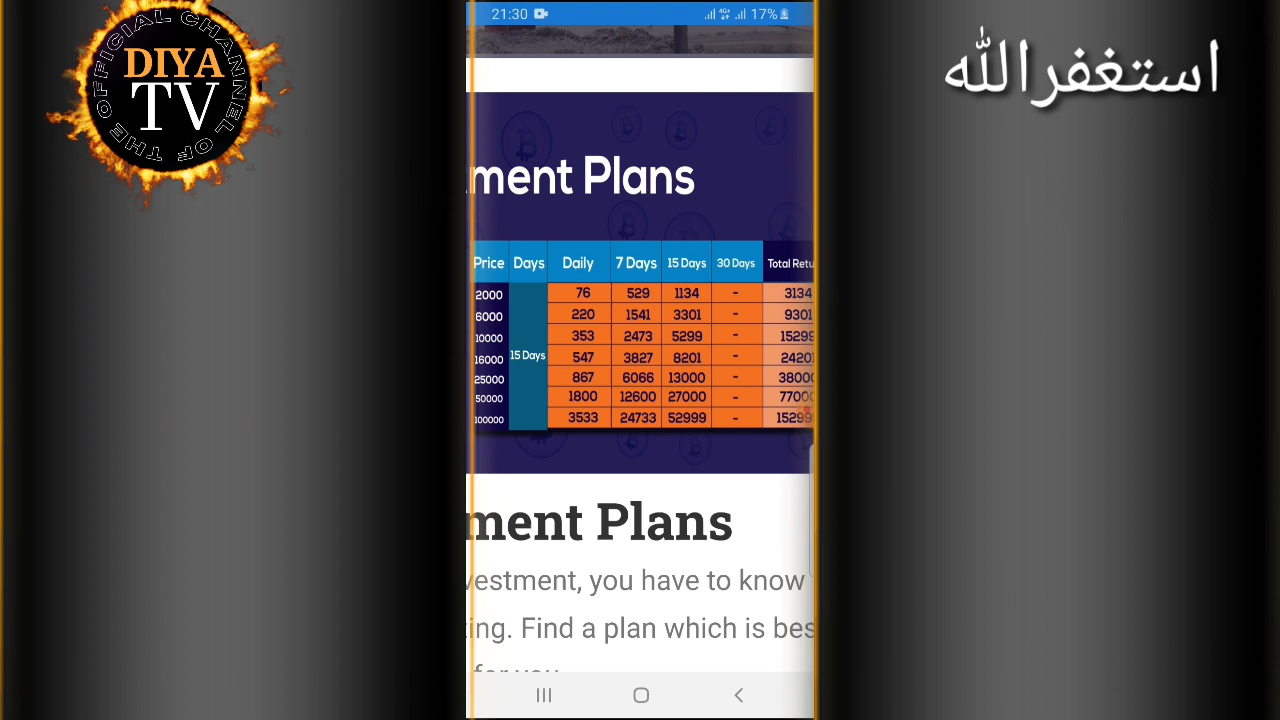 THE OFFICIAL CHANNEL OF
DIYA
TV
استغفرالله
21:30 4G+ 17%
ment Plans
Price Days Daily 7 Days 15 Days 30 Days Total Retu
2000 76 529 1134 - 3134
6000 220 1541 3301 - 9301
10000 353 2473 5299 - 15299
16000 15 Days 547 3827 8201 - 24201
25000 867 6066 13000 - 38000
50000 1800 12600 27000 - 77000
100000 3533 24733 52999 - 152999
ment Plans
vestment, you have to know
ting. Find a plan which is bes
for you